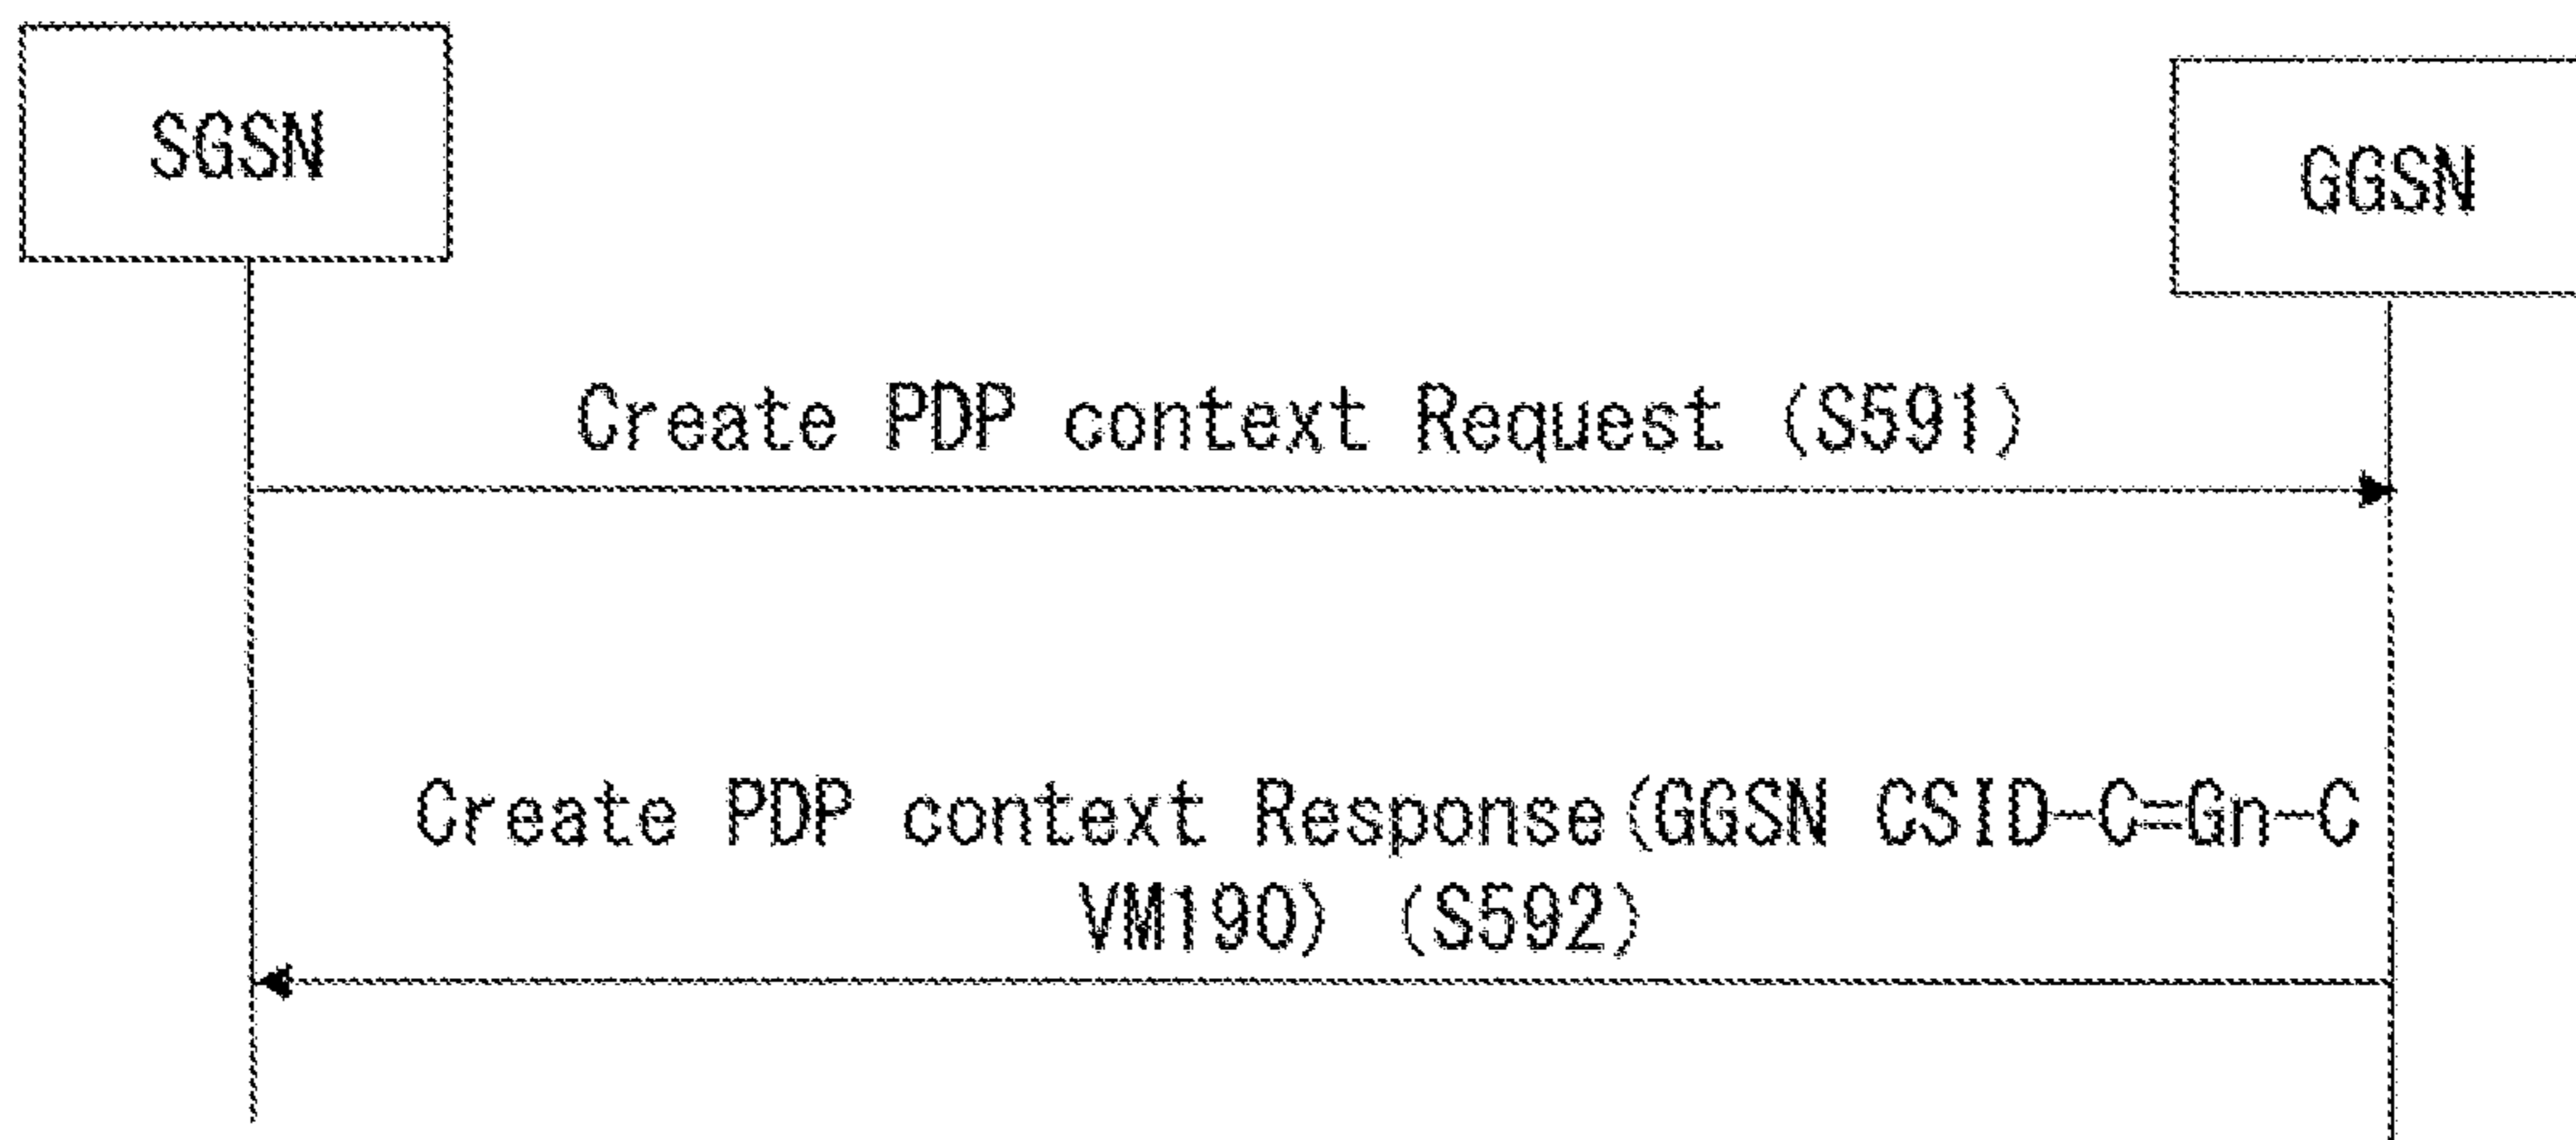 SGSN
GGSN
Create PDP context Request (S591)
Create PDP context Response(GGSN CSID-C=Gn-C
VM190) (S592)